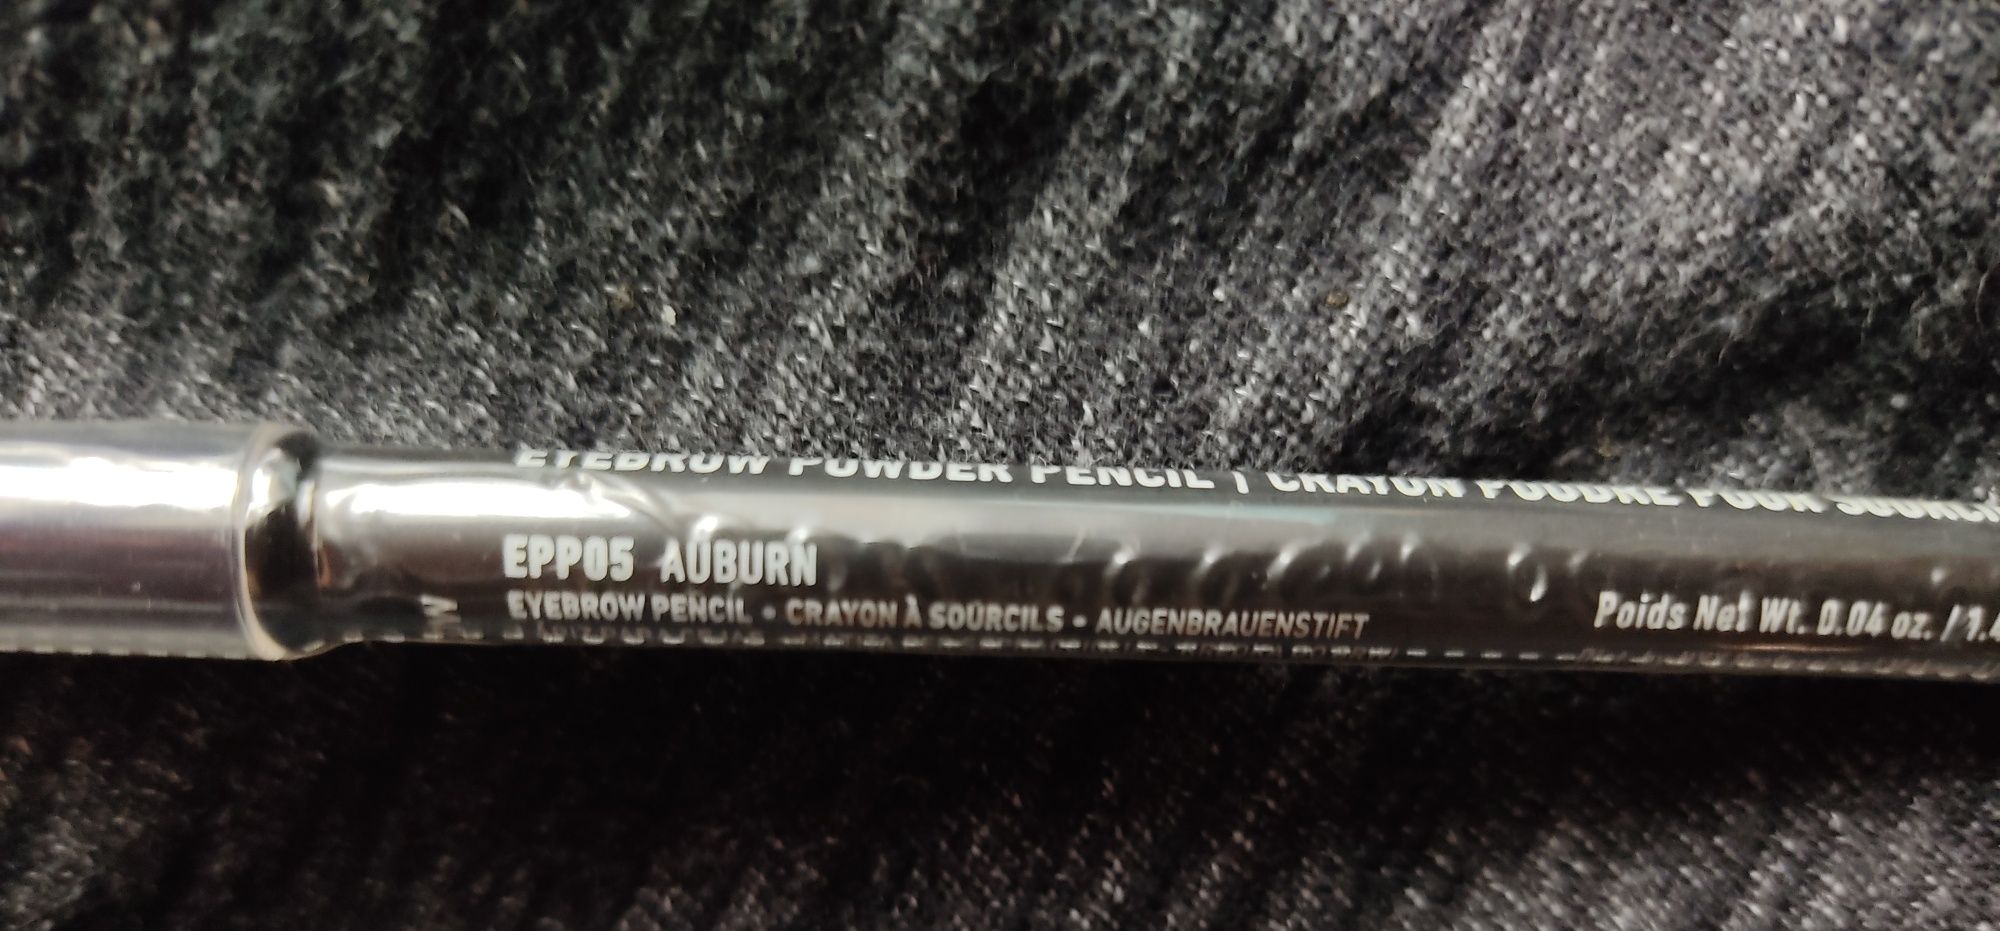 EYEBROW POWDER PENCIL | CRAYON POUDRE POUR
EPP05 AUBURN
EYEBROW PENCIL • CRAYON À SOURCILS • AUGENBRAUENSTIFT
Poids Net Wt. 0.04 oz. /